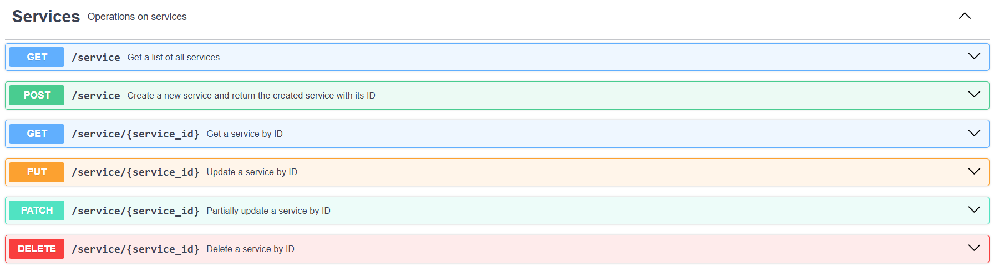 Services Operations on services
GET /service Get a list of all services
POST /service Create a new service and return the created service with its ID
GET /service/{service_id} Get a service by ID
PUT /service/{service_id} Update a service by ID
PATCH /service/{service_id} Partially update a service by ID
DELETE /service/{service_id} Delete a service by ID